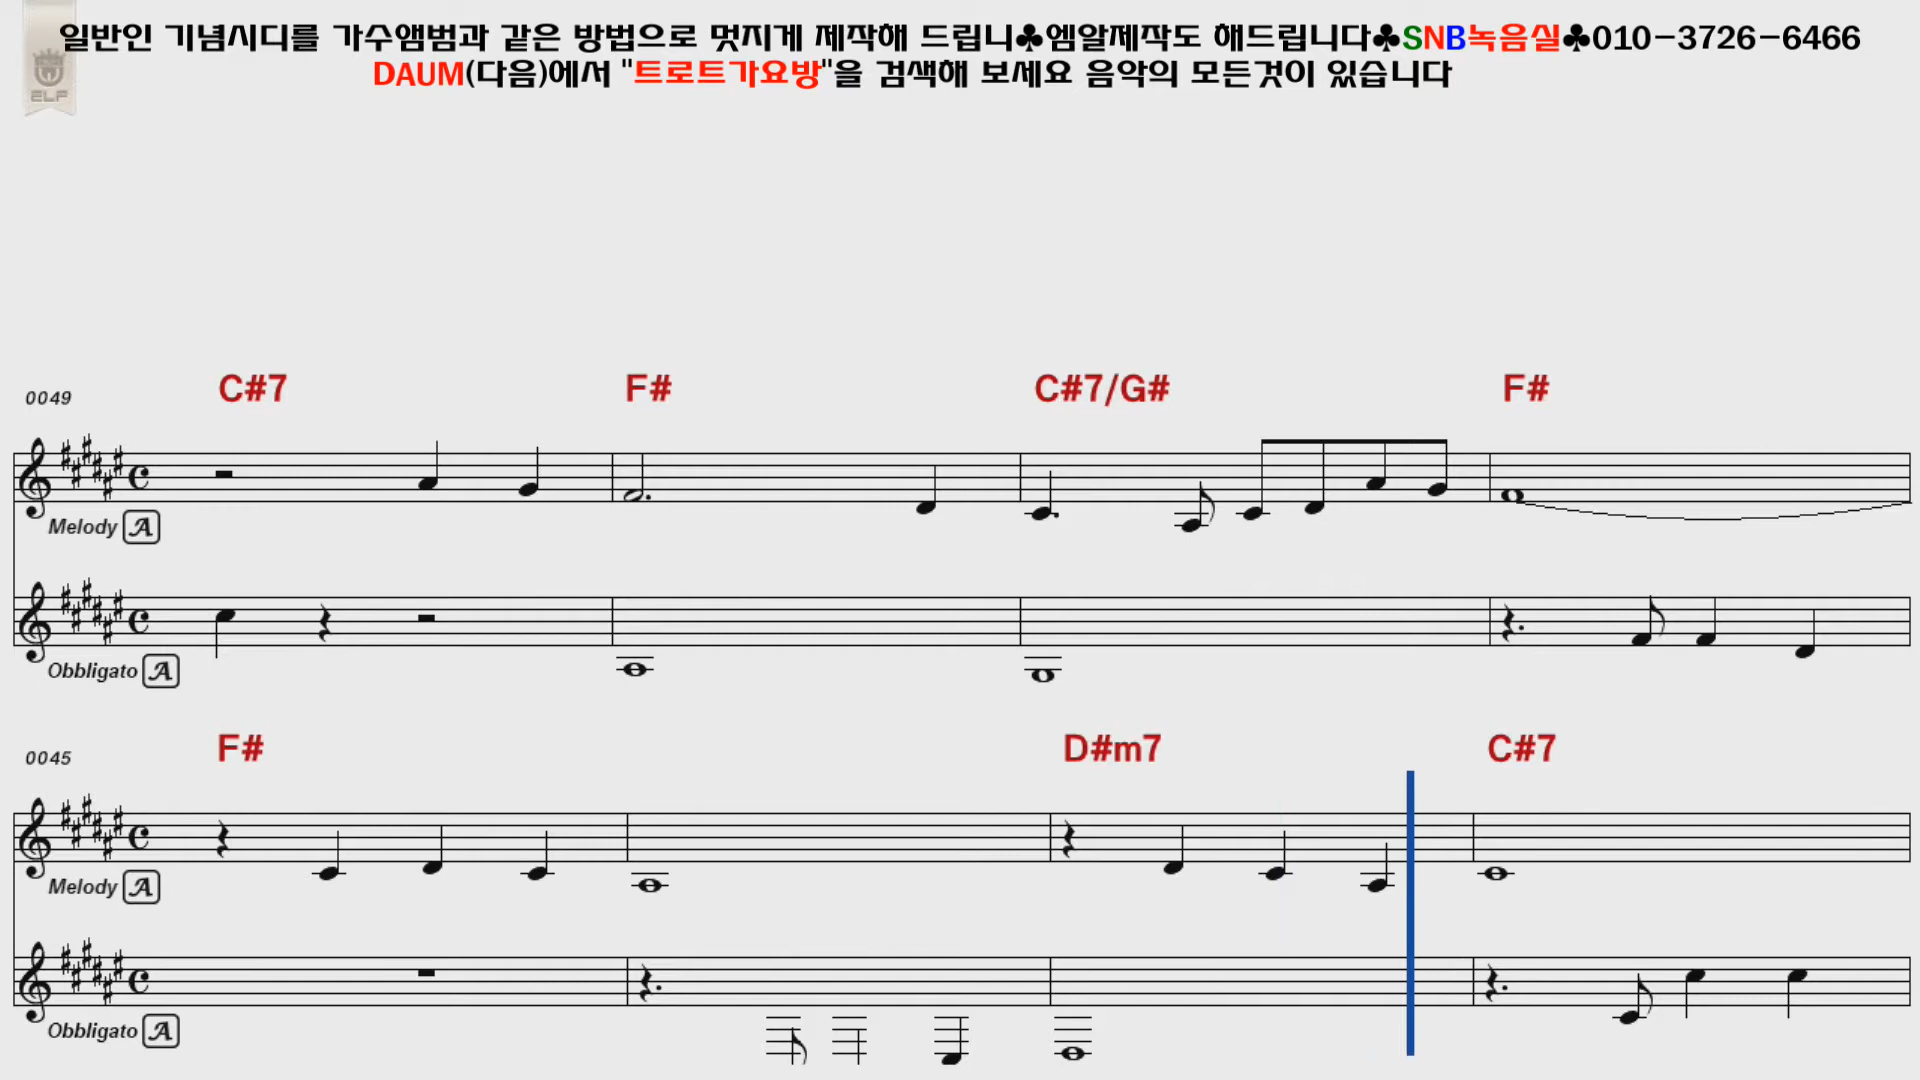 일반인 기념시디를 가수앰범과 같은 방법으로 멋지게 제작해 드립니♣엠알제작도 해드립니다♣SNB녹음실♣010-3726-6466
DAUM(다음)에서 "트로트가요방"을 검색해 보세요 음악의 모든것이 있습니다
ELF
0049 C#7 F# C#7/G# F#
Melody A
Obbligato A
0045 F# D#m7 C#7
Melody A
Obbligato A